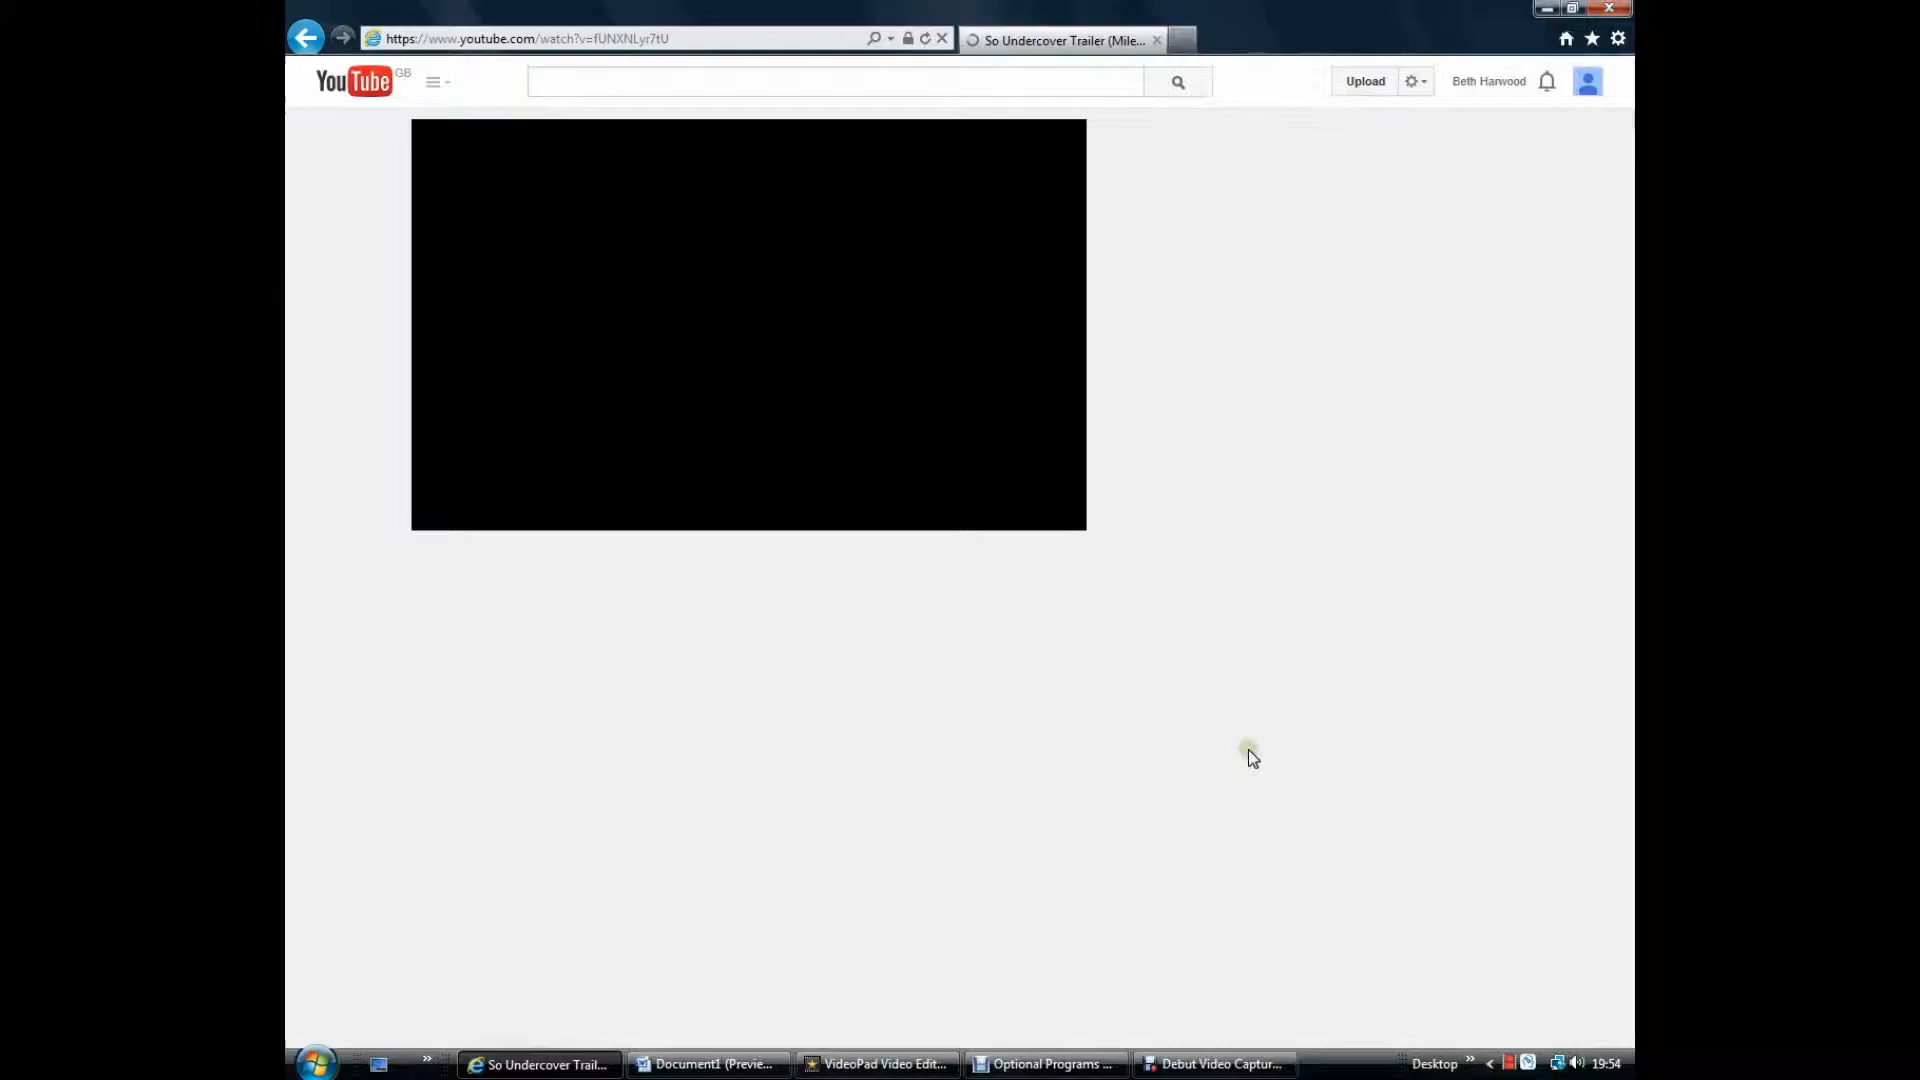 https://www.youtube.com/watch?v=fUNXNLyr7tU
So Undercover Trailer (Mile...
YouTube GB
Upload
Beth Harwood
So Undercover Trail...
Document1 (Previe...
VideoPad Video Edit...
Optional Programs ...
Debut Video Captur...
Desktop
19:54